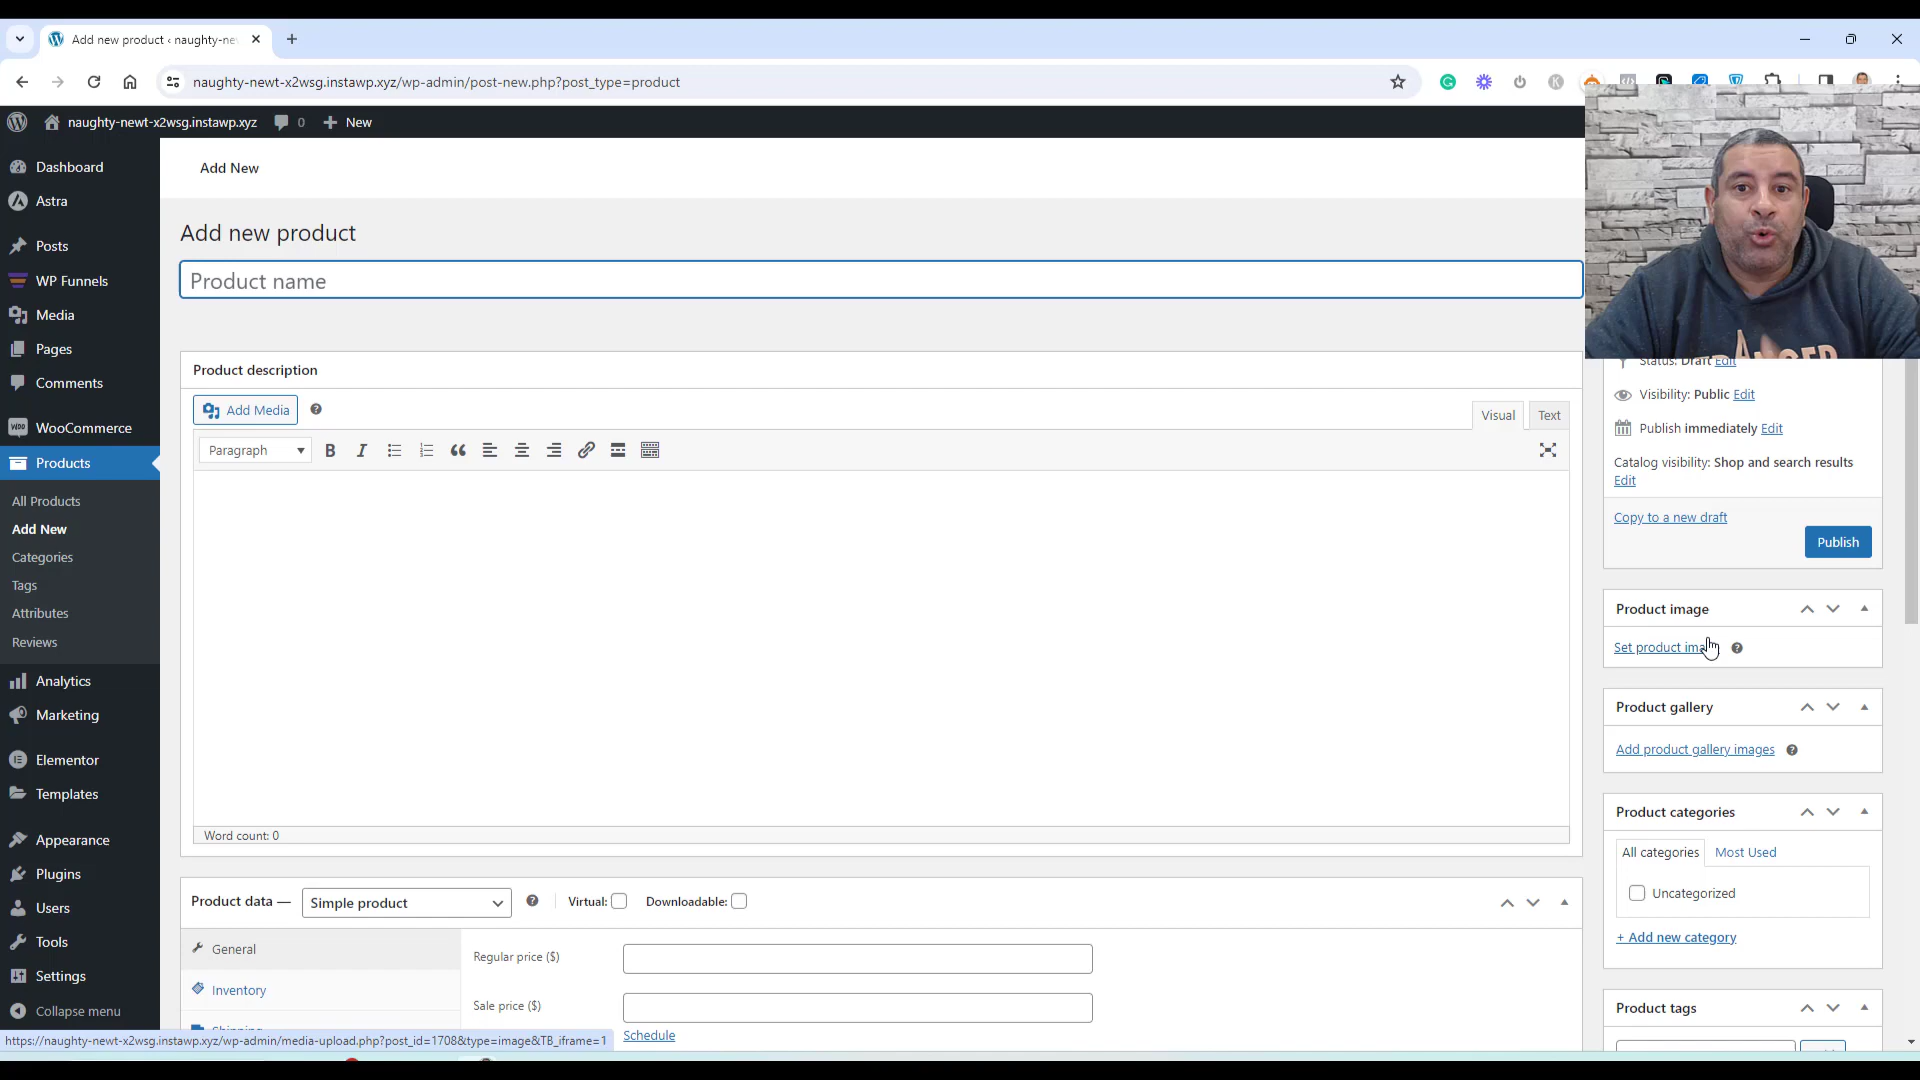 Add new product ‹ naughty-ne
naughty-newt-x2wsg.instawp.xyz/wp-admin/post-new.php?post_type=product
naughty-newt-x2wsg.instawp.xyz
0
New
Dashboard
Astra
Posts
WP Funnels
Media
Pages
Comments
WooCommerce
Products
All Products
Add New
Categories
Tags
Attributes
Reviews
Analytics
Marketing
Elementor
Templates
Appearance
Plugins
Users
Tools
Settings
Collapse menu
Add New
Add new product
Product name
Product description
Add Media
Visual
Text
Paragraph
Word count: 0
Product data —
Simple product
Virtual:
Downloadable:
General
Inventory
Regular price ($)
Sale price ($)
Schedule
Status: Draft Edit
Visibility: Public Edit
Publish immediately Edit
Catalog visibility: Shop and search results
Edit
Copy to a new draft
Publish
Product image
Set product ima
Product gallery
Add product gallery images
Product categories
All categories
Most Used
Uncategorized
+ Add new category
Product tags
https://naughty-newt-x2wsg.instawp.xyz/wp-admin/media-upload.php?post_id=1708&type=image&TB_iframe=1